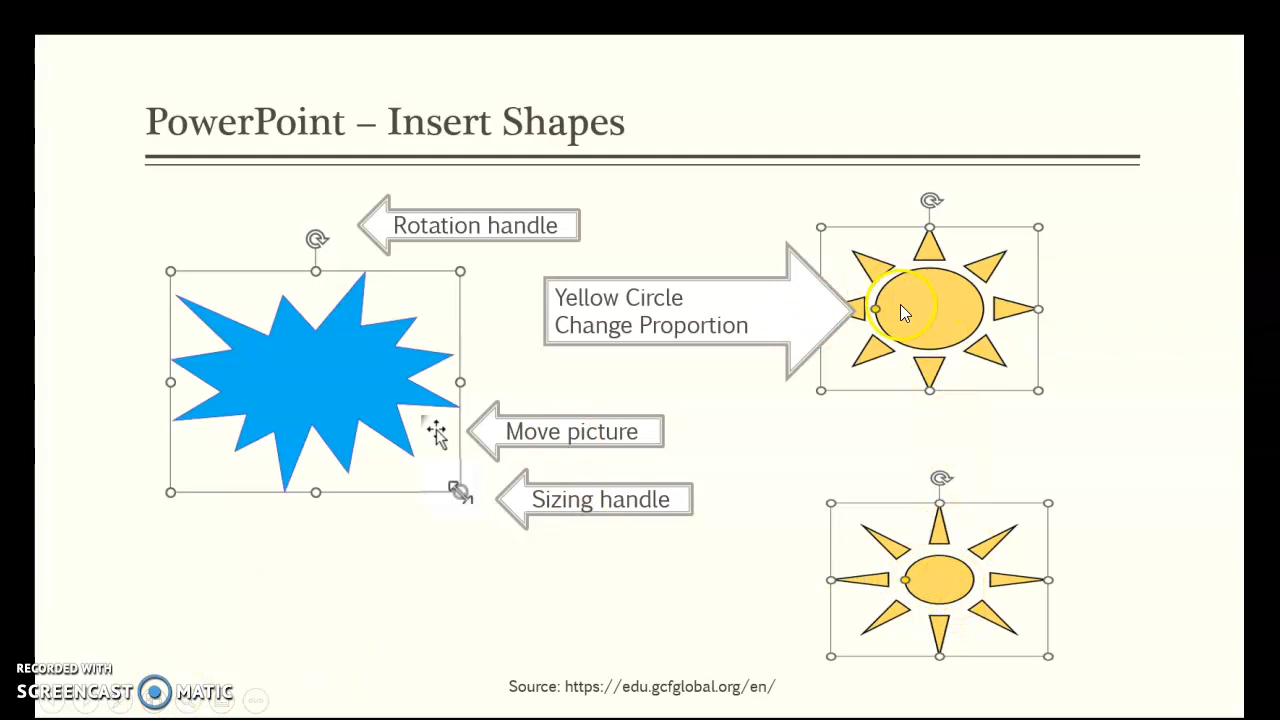 PowerPoint – Insert Shapes
Rotation handle
Yellow Circle
Change Proportion
Move picture
Sizing handle
Source: https://edu.gcfglobal.org/en/
RECORDED WITH
SCREENCAST MATIC